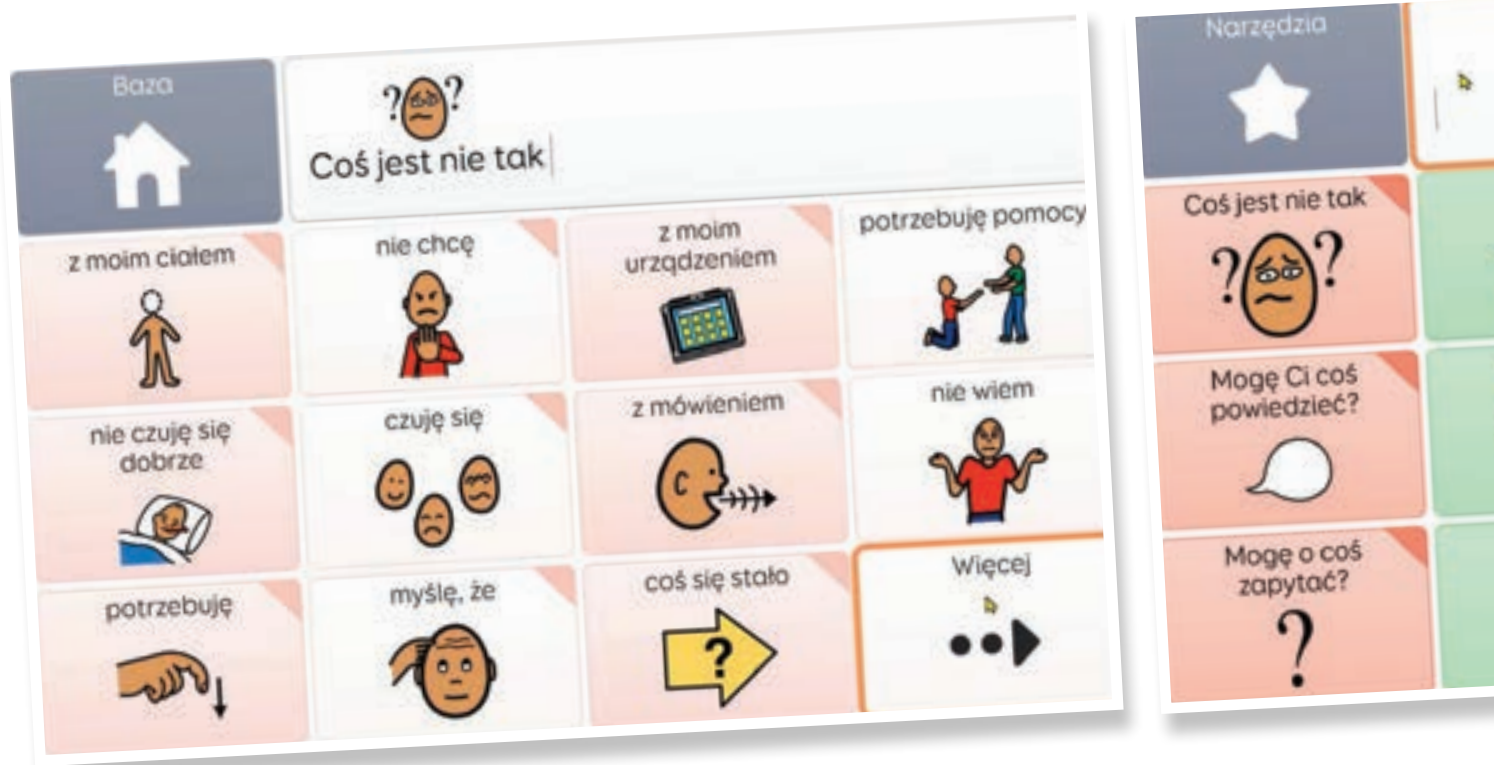 Baza
Coś jest nie tak
z moim ciałem
nie chcę
z moim
urządzeniem
potrzebuję pomocy
nie czuję się
dobrze
czuję się
z mówieniem
nie wiem
potrzebuję
myślę, że
coś się stało
Więcej
Narzędzia
Coś jest nie tak
Mogę Ci coś
powiedzieć?
Mogę o coś
zapytać?